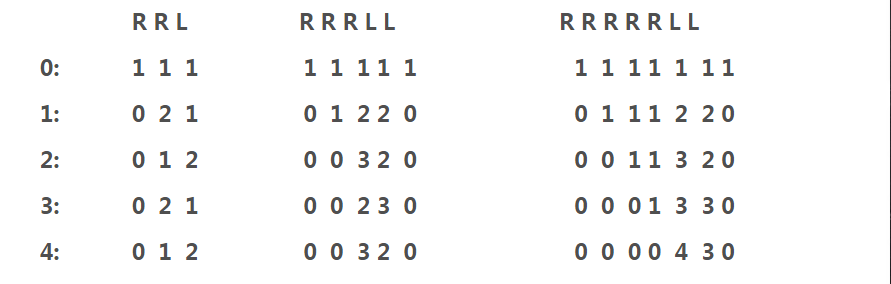 R R L R R R L L R R R R R L L
0: 1 1 1 1 1 1 1 1 1 1 1 1 1 1 1
1: 0 2 1 0 1 2 2 0 0 1 1 1 2 2 0
2: 0 1 2 0 0 3 2 0 0 0 1 1 3 2 0
3: 0 2 1 0 0 2 3 0 0 0 0 1 3 3 0
4: 0 1 2 0 0 3 2 0 0 0 0 0 4 3 0